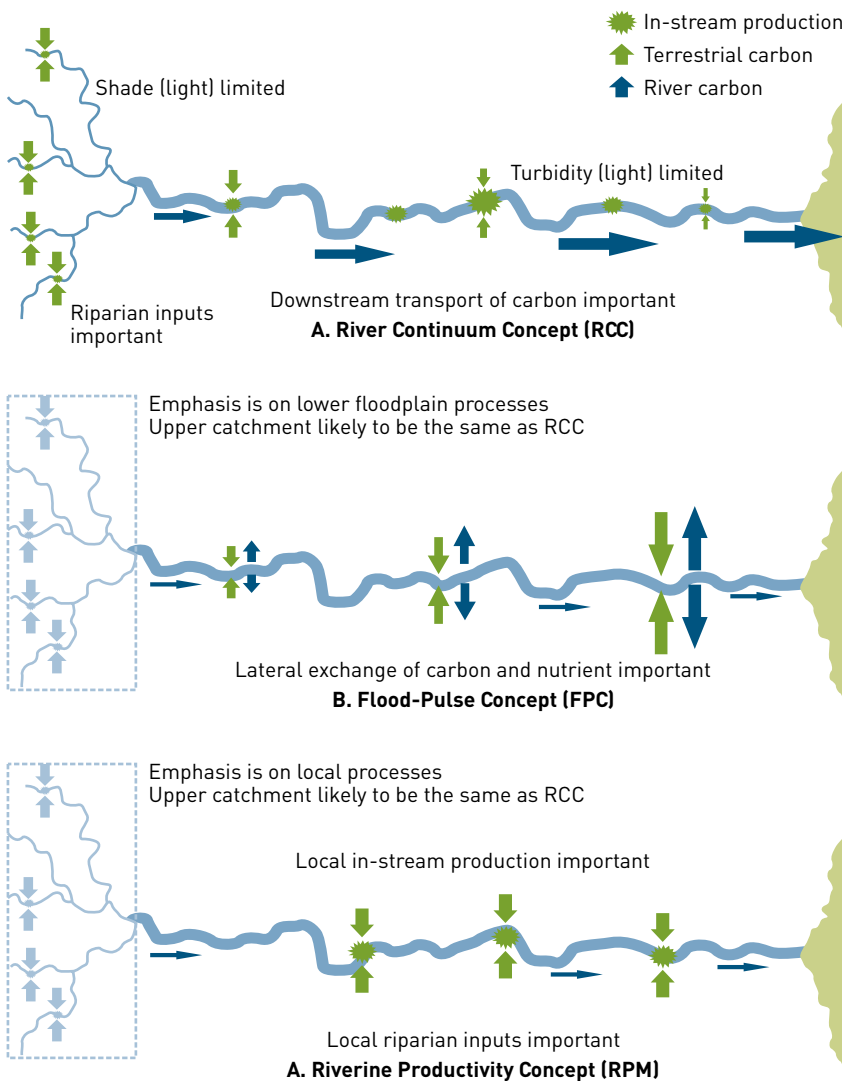 In-stream production
Terrestrial carbon
River carbon
Shade (light) limited
Turbidity (light) limited
Riparian inputs
important
Downstream transport of carbon important
A. River Continuum Concept (RCC)
Emphasis is on lower floodplain processes
Upper catchment likely to be the same as RCC
Lateral exchange of carbon and nutrient important
B. Flood-Pulse Concept (FPC)
Emphasis is on local processes
Upper catchment likely to be the same as RCC
Local in-stream production important
Local riparian inputs important
A. Riverine Productivity Concept (RPM)